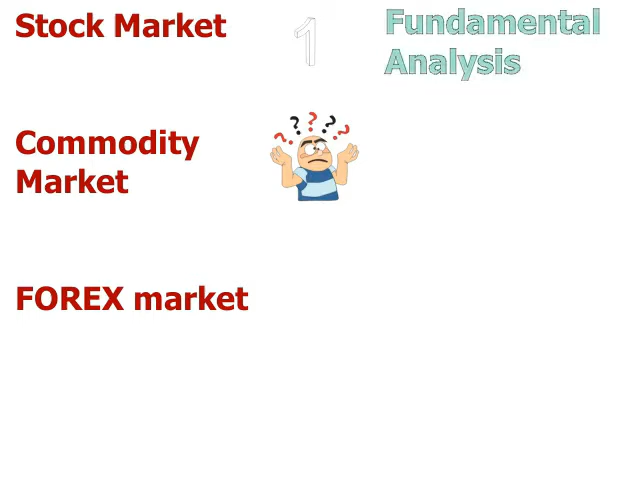 Stock Market
1
Fundamental
Analysis
Commodity
Market
? ? ? ? ?
FOREX market